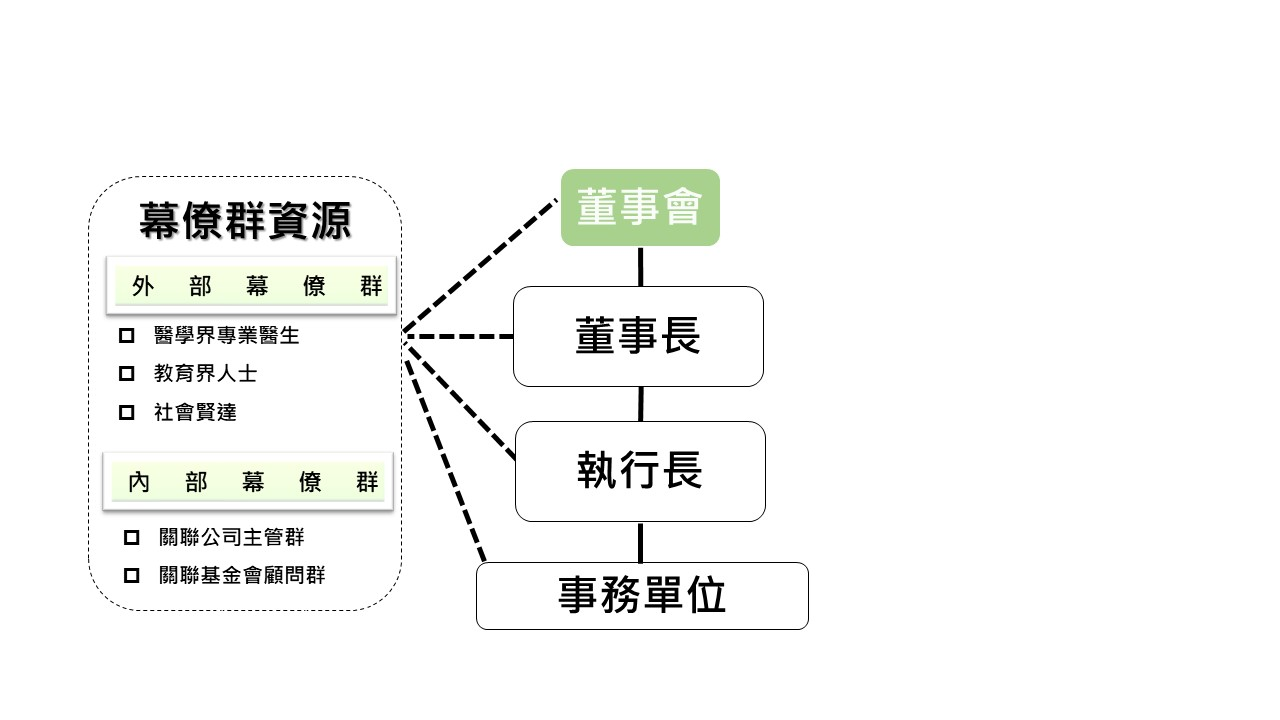 幕僚群資源
外部幕僚群
醫學界專業醫生
教育界人士
社會賢達
內部幕僚群
關聯公司主管群
關聯基金會顧問群
董事會
董事長
執行長
事務單位